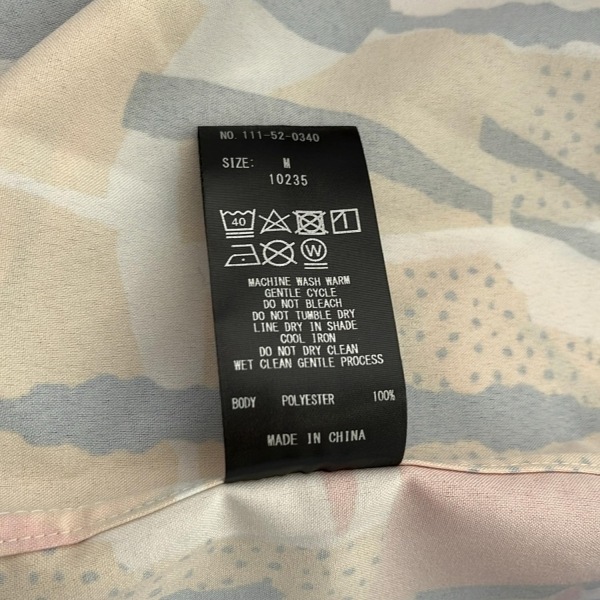 NO. 111-52-0340
SIZE: M
10235
40
W
MACHINE WASH WARM
GENTLE CYCLE
DO NOT BLEACH
DO NOT TUMBLE DRY
LINE DRY IN SHADE
COOL IRON
DO NOT DRY CLEAN
WET CLEAN GENTLE PROCESS
BODY POLYESTER 100%
MADE IN CHINA